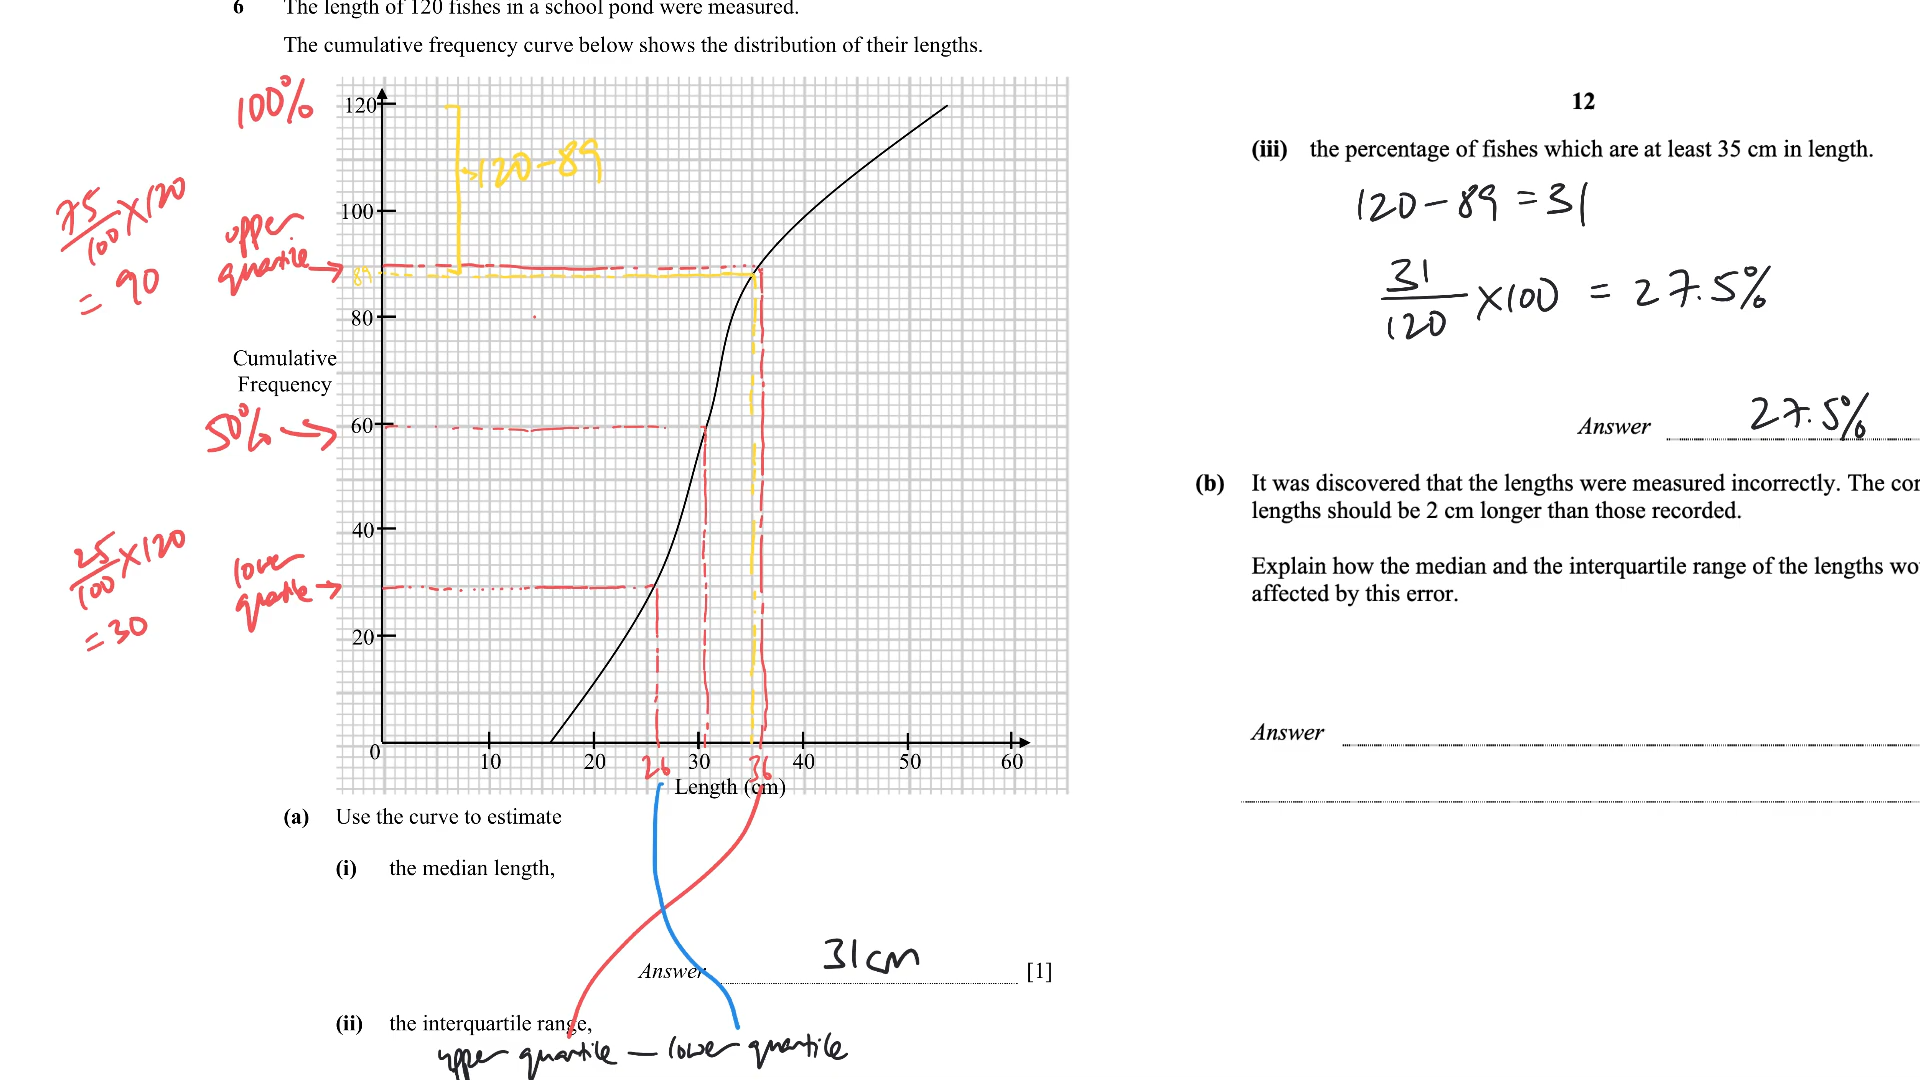 6 The length of 120 fishes in a school pond were measured.
The cumulative frequency curve below shows the distribution of their lengths.
100%
120
120-89
75/100 × 120
= 90
100
upper
quartile
89
80
Cumulative
Frequency
50%
60
40
25/100 × 120
= 30
lower
quartile
20
0
10 20 26 30 36 40 50 60
Length (cm)
(a) Use the curve to estimate
(i) the median length,
Answer 31cm [1]
(ii) the interquartile range,
upper quartile — lower quartile
12
(iii) the percentage of fishes which are at least 35 cm in length.
120-89 = 31
31/120 × 100 = 27.5%
Answer 27.5%
(b) It was discovered that the lengths were measured incorrectly. The cor
lengths should be 2 cm longer than those recorded.
Explain how the median and the interquartile range of the lengths wo
affected by this error.
Answer